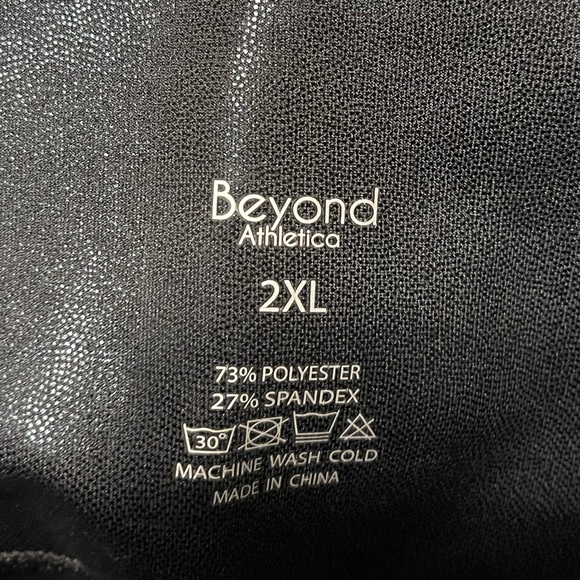 Beyond
Athletica
2XL
73% POLYESTER
27% SPANDEX
30°
MACHINE WASH COLD
MADE IN CHINA